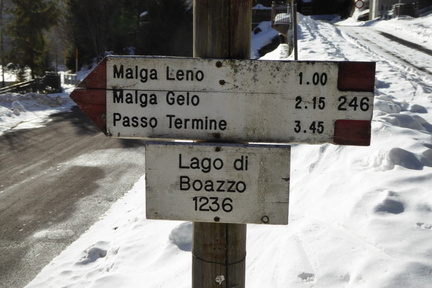 Malga Leno 1.00
Malga Gelo 2.15 246
Passo Termine 3.45
Lago di
Boazzo
1236